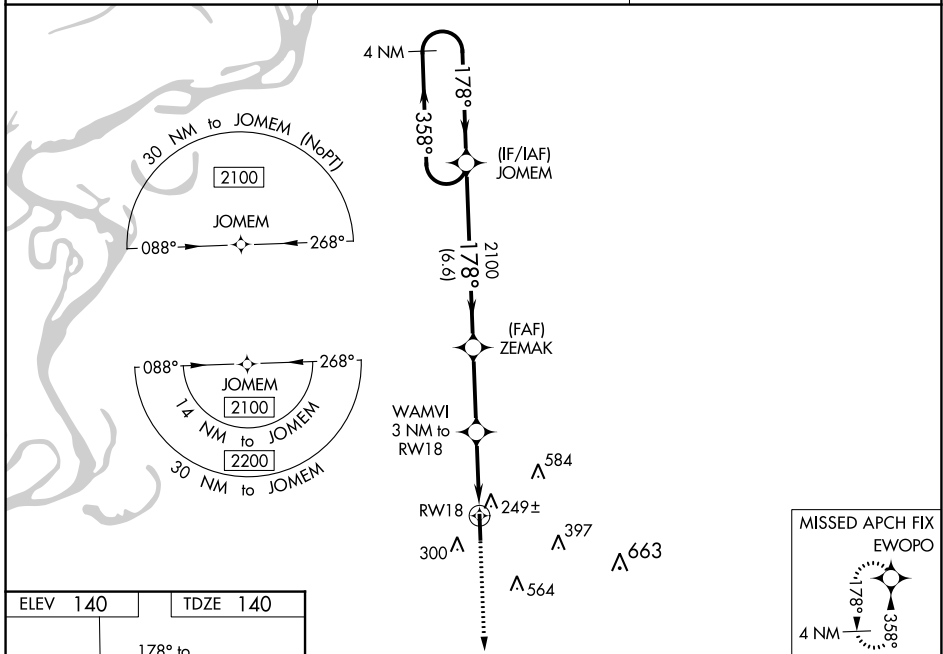 4 NM
178°
358°
(IF/IAF)
JOMEM
30 NM to JOMEM (NoPT)
2100
JOMEM
088°
268°
2100
178°
(6.6)
(FAF)
ZEMAK
088°
268°
JOMEM
2100
14 NM to JOMEM
2200
30 NM to JOMEM
WAMVI
3 NM to
RW18
584
RW18
249±
397
300
663
564
MISSED APCH FIX
EWOPO
178°
358°
4 NM
ELEV 140
TDZE 140
178° to